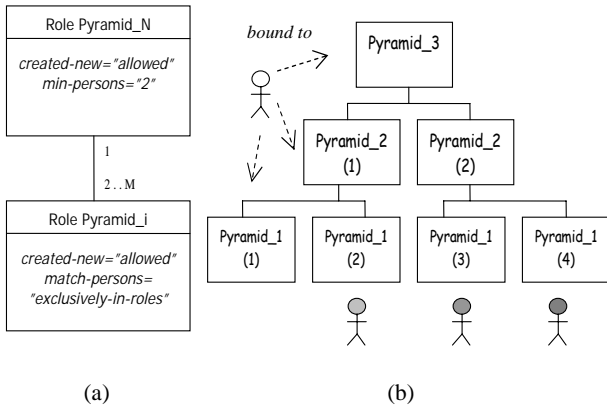 Role Pyramid_N
created-new="allowed"
min-persons="2"
1
2..M
Role Pyramid_i
created-new="allowed"
match-persons=
"exclusively-in-roles"
(a)
bound to
Pyramid_3
Pyramid_2
(1)
Pyramid_2
(2)
Pyramid_1
(1)
Pyramid_1
(2)
Pyramid_1
(3)
Pyramid_1
(4)
(b)